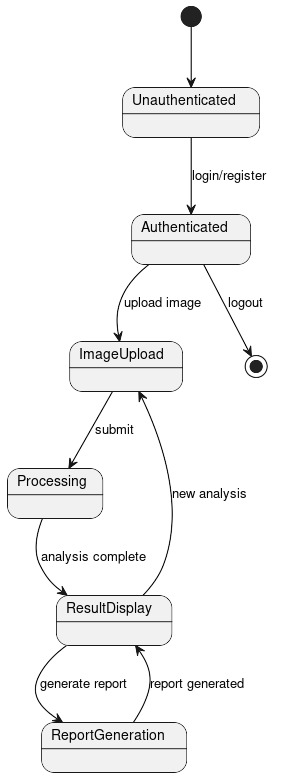 Unauthenticated
login/register
Authenticated
upload image
logout
ImageUpload
submit
Processing
new analysis
analysis complete
ResultDisplay
generate report
report generated
ReportGeneration